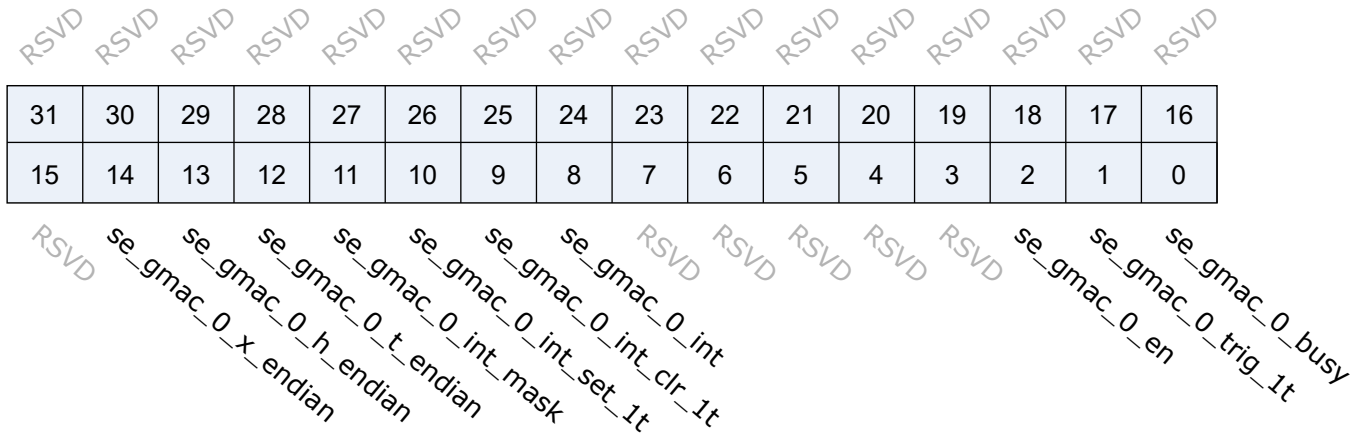 RSVD RSVD RSVD RSVD RSVD RSVD RSVD RSVD RSVD RSVD RSVD RSVD RSVD RSVD RSVD RSVD
31 30 29 28 27 26 25 24 23 22 21 20 19 18 17 16
15 14 13 12 11 10 9 8 7 6 5 4 3 2 1 0
RSVD
se_gmac_0_x_endian
se_gmac_0_h_endian
se_gmac_0_t_endian
se_gmac_0_int_mask
se_gmac_0_int_set_1t
se_gmac_0_int_clr_1t
se_gmac_0_int
RSVD
RSVD
RSVD
RSVD
RSVD
se_gmac_0_en
se_gmac_0_trig_1t
se_gmac_0_busy